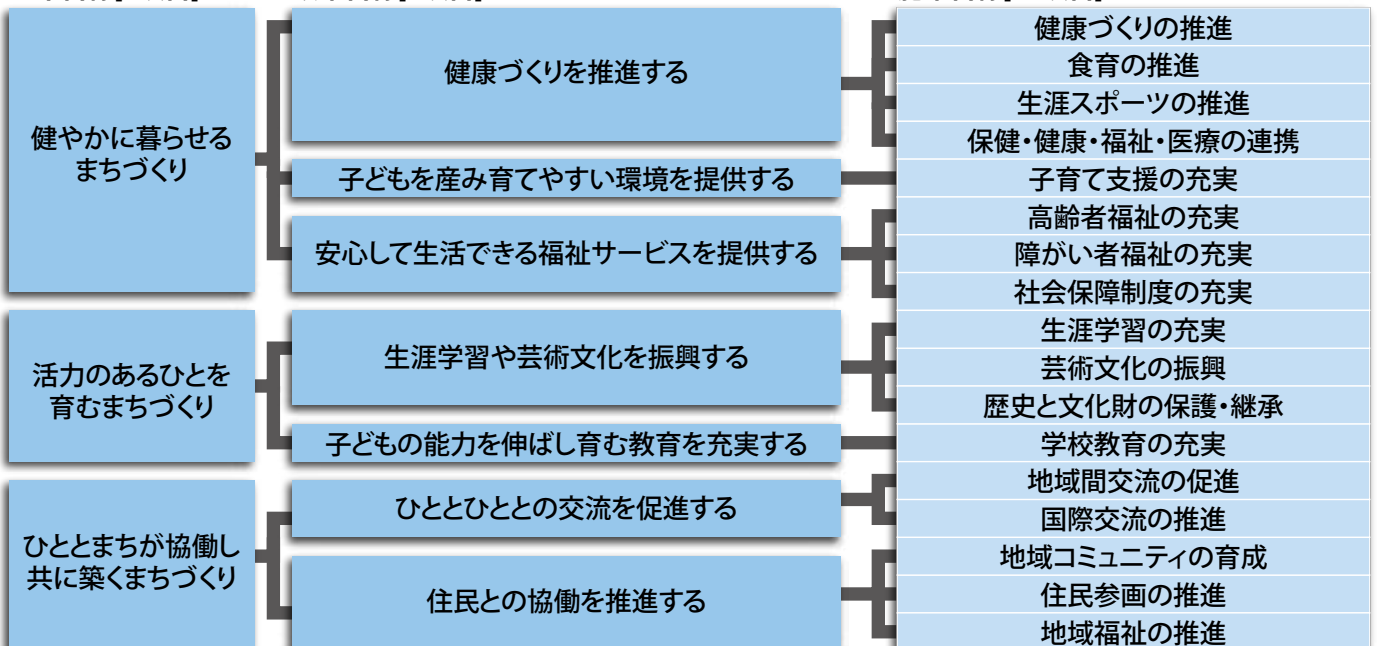 健やかに暮らせる
まちづくり
健康づくりを推進する
健康づくりの推進
食育の推進
生涯スポーツの推進
保健・健康・福祉・医療の連携
子どもを産み育てやすい環境を提供する
子育て支援の充実
安心して生活できる福祉サービスを提供する
高齢者福祉の充実
障がい者福祉の充実
社会保障制度の充実
活力のあるひとを
育むまちづくり
生涯学習や芸術文化を振興する
生涯学習の充実
芸術文化の振興
歴史と文化財の保護・継承
子どもの能力を伸ばし育む教育を充実する
学校教育の充実
ひととまちが協働し
共に築くまちづくり
ひととひととの交流を促進する
地域間交流の促進
国際交流の推進
住民との協働を推進する
地域コミュニティの育成
住民参画の推進
地域福祉の推進